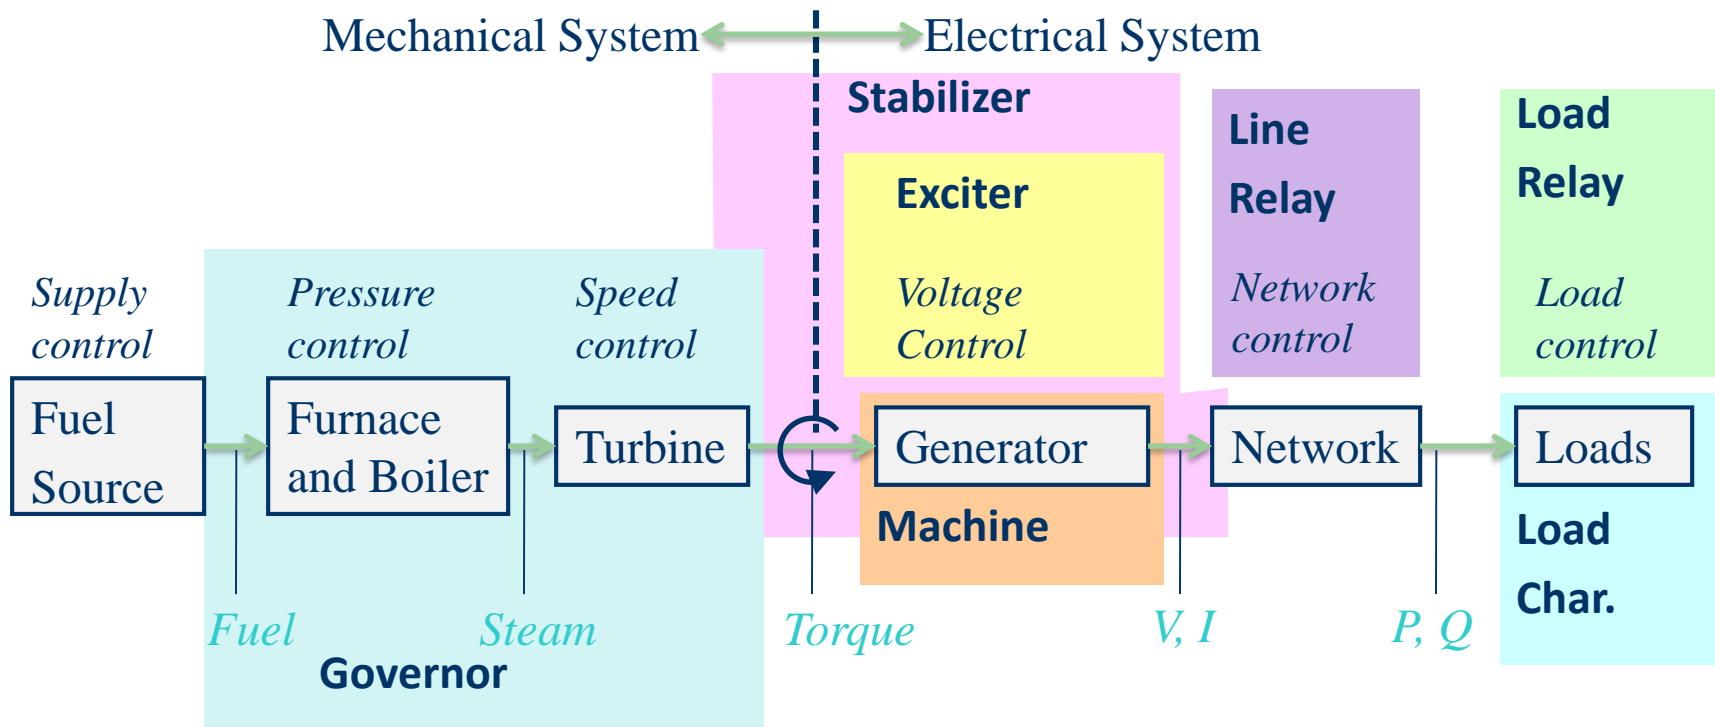 Mechanical System
Electrical System
Stabilizer
Exciter
Line
Relay
Load
Relay
Supply
control
Pressure
control
Speed
control
Voltage
Control
Network
control
Load
control
Fuel
Source
Furnace
and Boiler
Turbine
Generator
Network
Loads
Machine
Load
Char.
Fuel
Steam
Torque
V, I
P, Q
Governor